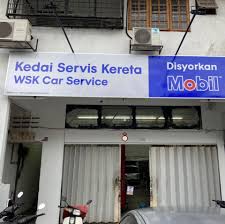 Kedai Servis Kereta
WSK Car Service
Disyorkan
Mobil